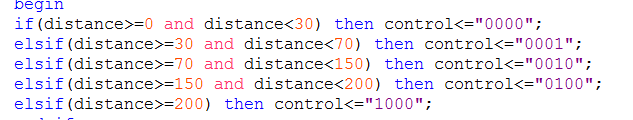 begin
if(distance>=0 and distance<30) then control<="0000";
elsif(distance>=30 and distance<70) then control<="0001";
elsif(distance>=70 and distance<150) then control<="0010";
elsif(distance>=150 and distance<200) then control<="0100";
elsif(distance>=200) then control<="1000";